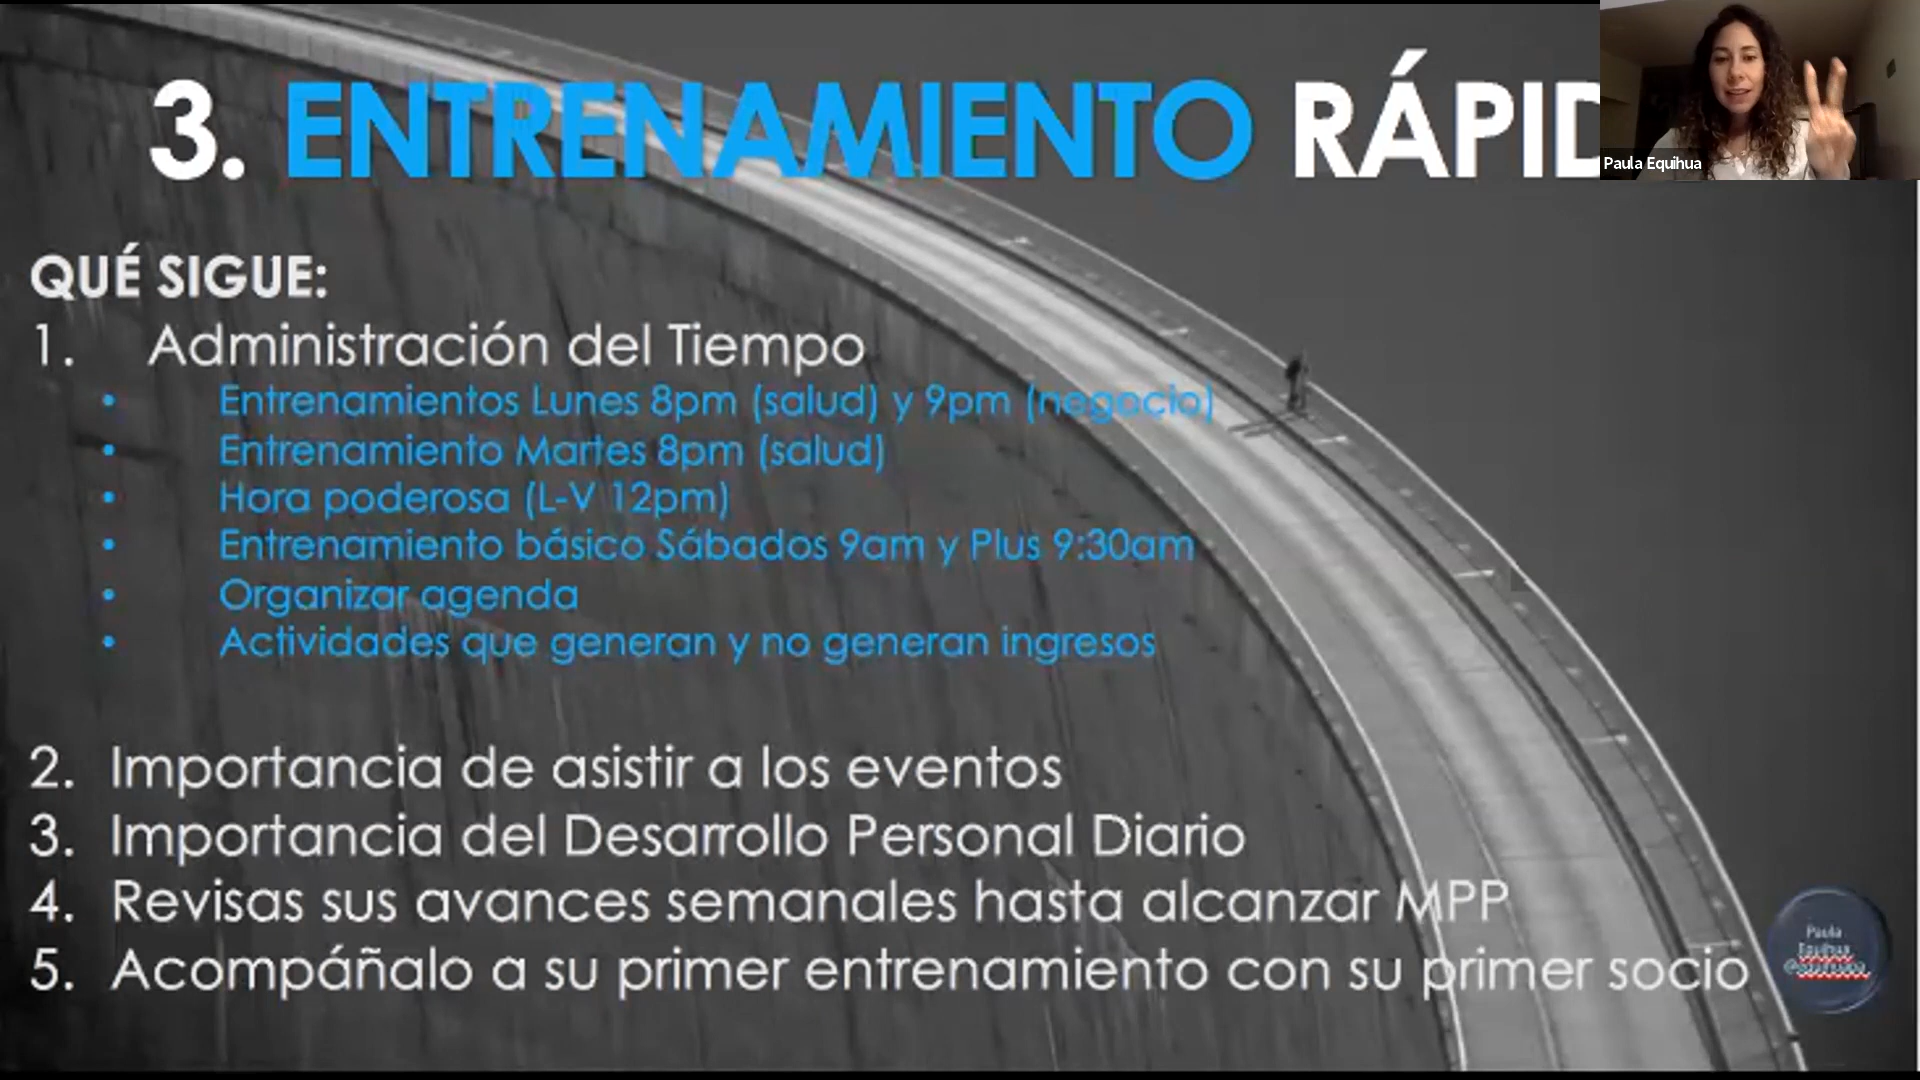 3. ENTRENAMIENTO RÁPID
Paula Equihua
QUÉ SIGUE:
1. Administración del Tiempo
• Entrenamientos Lunes 8pm (salud) y 9pm (negocio)
• Entrenamiento Martes 8pm (salud)
• Hora poderosa (L-V 12pm)
• Entrenamiento básico Sábados 9am y Plus 9:30am
• Organizar agenda
• Actividades que generan y no generan ingresos
2. Importancia de asistir a los eventos
3. Importancia del Desarrollo Personal Diario
4. Revisas sus avances semanales hasta alcanzar MPP
5. Acompáñalo a su primer entrenamiento con su primer socio
Paula
Equihua